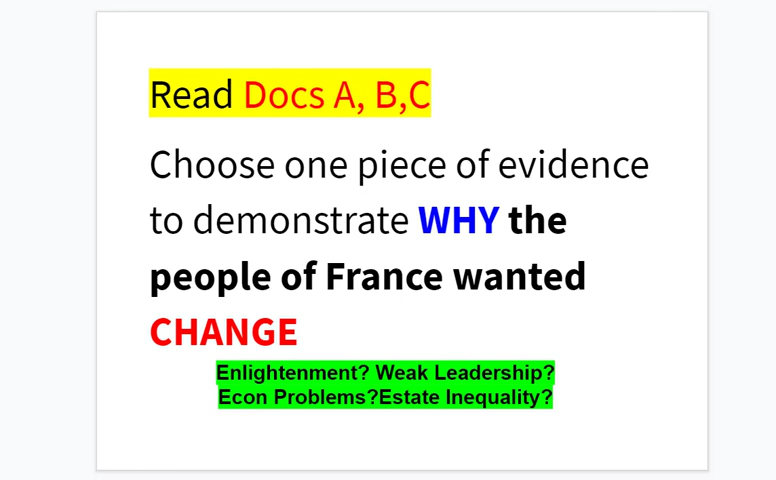 Read Docs A, B,C
Choose one piece of evidence
to demonstrate WHY the
people of France wanted
CHANGE
Enlightenment? Weak Leadership?
Econ Problems?Estate Inequality?